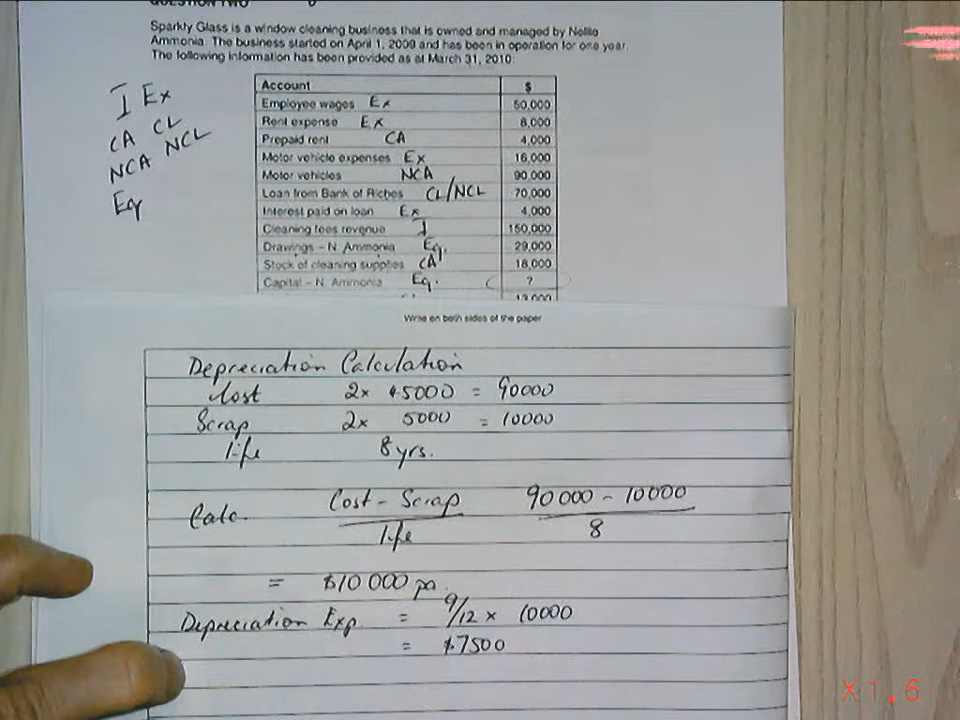 QUESTION TWO
Sparkly Glass is a window cleaning business that is owned and managed by Nellie
Ammonia. The business started on April 1, 2009 and has been in operation for one year.
The following information has been provided as at March 31, 2010:
I Ex
CA CL
NCA NCL
Eq
Account $
Employee wages Ex 50,000
Rent expense Ex 8,000
Prepaid rent CA 4,000
Motor vehicle expenses Ex 16,000
Motor vehicles NCA 90,000
Loan from Bank of Riches CL/NCL 70,000
Interest paid on loan Ex 4,000
Cleaning fees revenue I 150,000
Drawings – N Ammonia Eq. 29,000
Stock of cleaning supplies CA 18,000
Capital – N Ammonia Eq. ( ? )
Write on both sides of the paper
Depreciation Calculation
Cost 2x 45000 = 90000
Scrap 2x 5000 = 10000
life 8 yrs.
Calc. Cost - Scrap 90000 - 10000
life 8
= $10 000 pa.
Depreciation Exp. = 9/12 x 10000
= $7500
X1.6